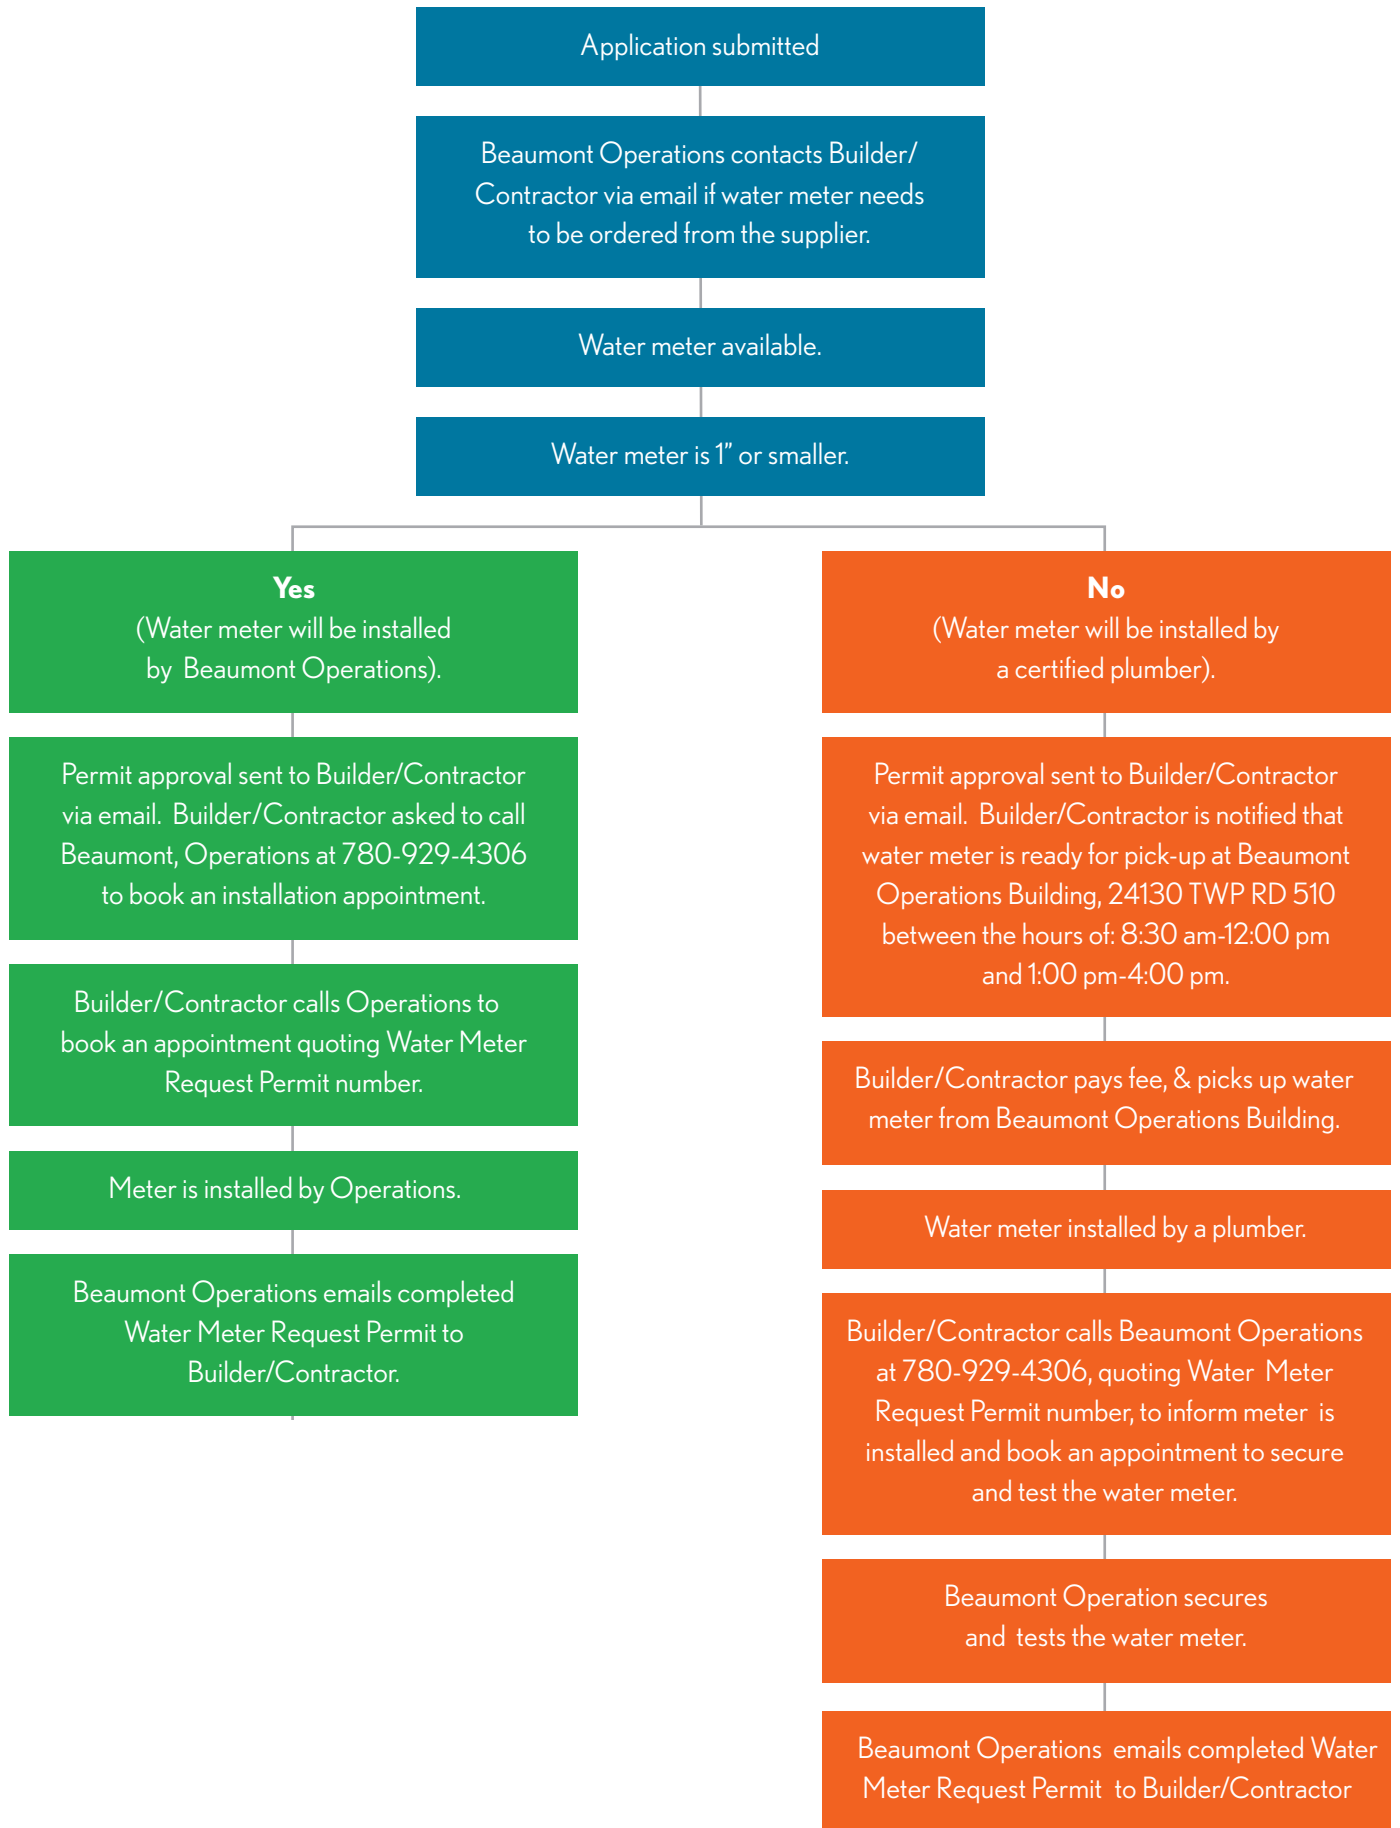 Application submitted
Beaumont Operations contacts Builder/
Contractor via email if water meter needs
to be ordered from the supplier.
Water meter available.
Water meter is 1” or smaller.
Yes
(Water meter will be installed
by Beaumont Operations).
Permit approval sent to Builder/Contractor
via email. Builder/Contractor asked to call
Beaumont, Operations at 780-929-4306
to book an installation appointment.
Builder/Contractor calls Operations to
book an appointment quoting Water Meter
Request Permit number.
Meter is installed by Operations.
Beaumont Operations emails completed
Water Meter Request Permit to
Builder/Contractor.
No
(Water meter will be installed by
a certified plumber).
Permit approval sent to Builder/Contractor
via email. Builder/Contractor is notified that
water meter is ready for pick-up at Beaumont
Operations Building, 24130 TWP RD 510
between the hours of: 8:30 am-12:00 pm
and 1:00 pm-4:00 pm.
Builder/Contractor pays fee, & picks up water
meter from Beaumont Operations Building.
Water meter installed by a plumber.
Builder/Contractor calls Beaumont Operations
at 780-929-4306, quoting Water Meter
Request Permit number, to inform meter is
installed and book an appointment to secure
and test the water meter.
Beaumont Operation secures
and tests the water meter.
Beaumont Operations emails completed Water
Meter Request Permit to Builder/Contractor